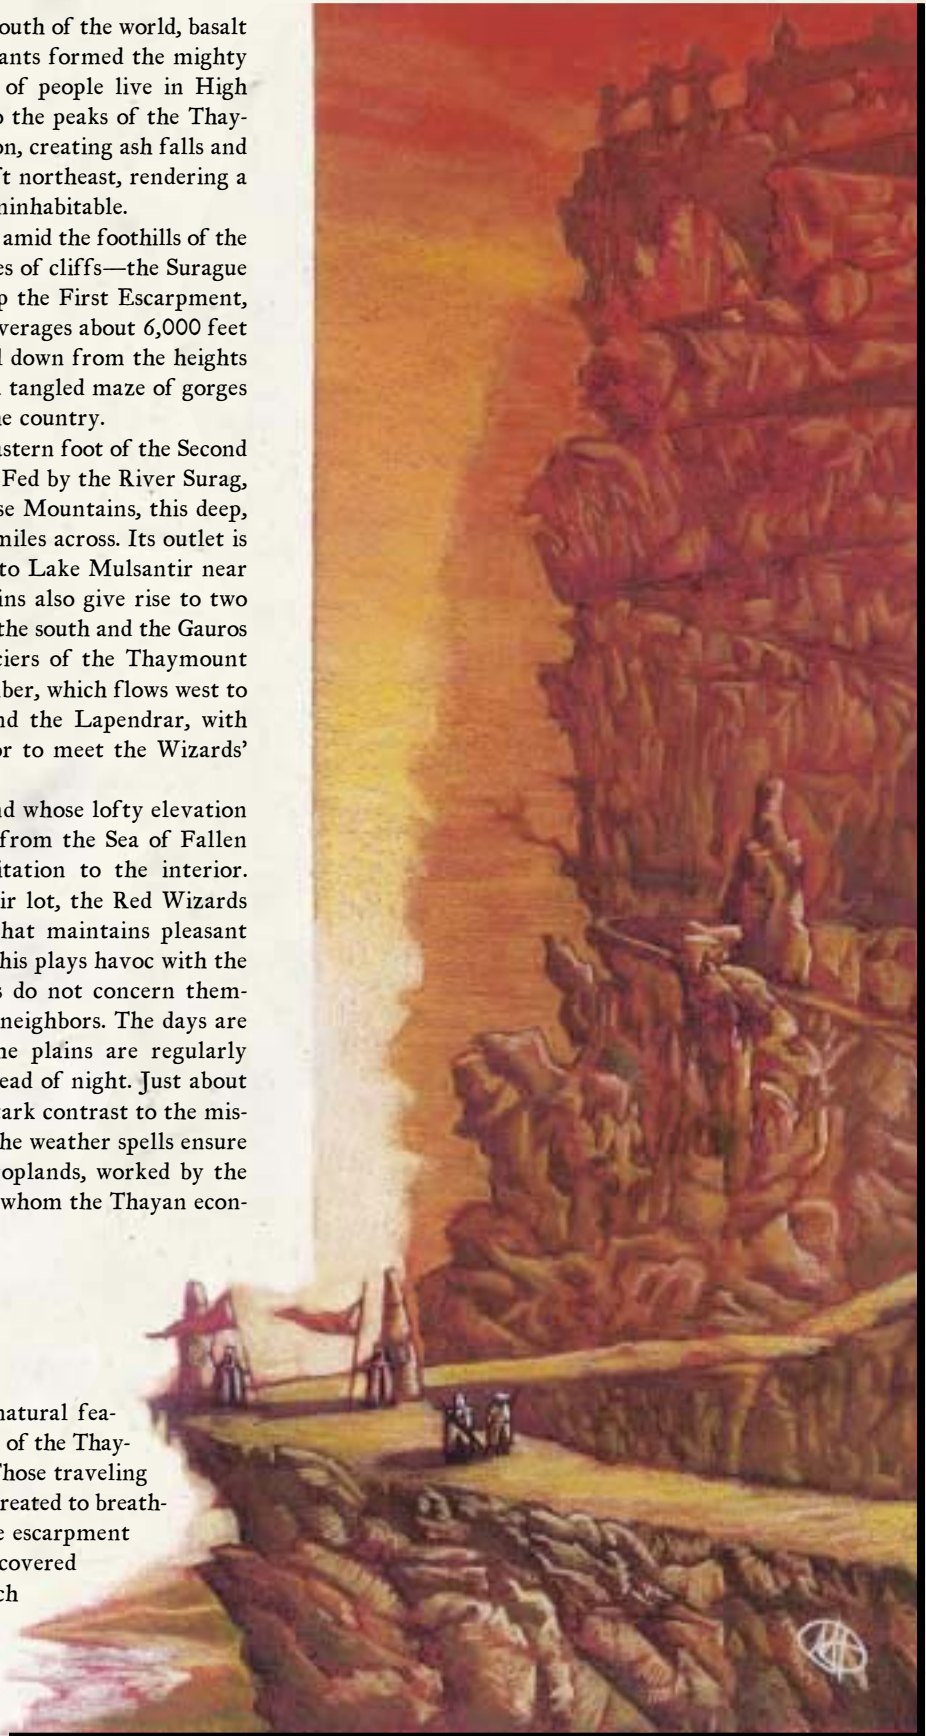 outh of the world, basalt
ants formed the mighty
of people live in High
o the peaks of the Thay-
on, creating ash falls and
ft northeast, rendering a
ninhabitable.
amid the foothills of the
es of cliffs—the Surague
p the First Escarpment,
verages about 6,000 feet
l down from the heights
tangled maze of gorges
he country.
astern foot of the Second
Fed by the River Surag,
se Mountains, this deep,
miles across. Its outlet is
to Lake Mulsantir near
ins also give rise to two
the south and the Gauros
ciers of the Thaymount
ber, which flows west to
nd the Lapendrar, with
or to meet the Wizards’
nd whose lofty elevation
from the Sea of Fallen
itation to the interior.
ir lot, the Red Wizards
hat maintains pleasant
his plays havoc with the
s do not concern them-
neighbors. The days are
he plains are regularly
ead of night. Just about
tark contrast to the mis-
he weather spells ensure
oplands, worked by the
whom the Thayan econ-
natural fea-
of the Thay-
Those traveling
reated to breath-
e escarpment
covered
ch